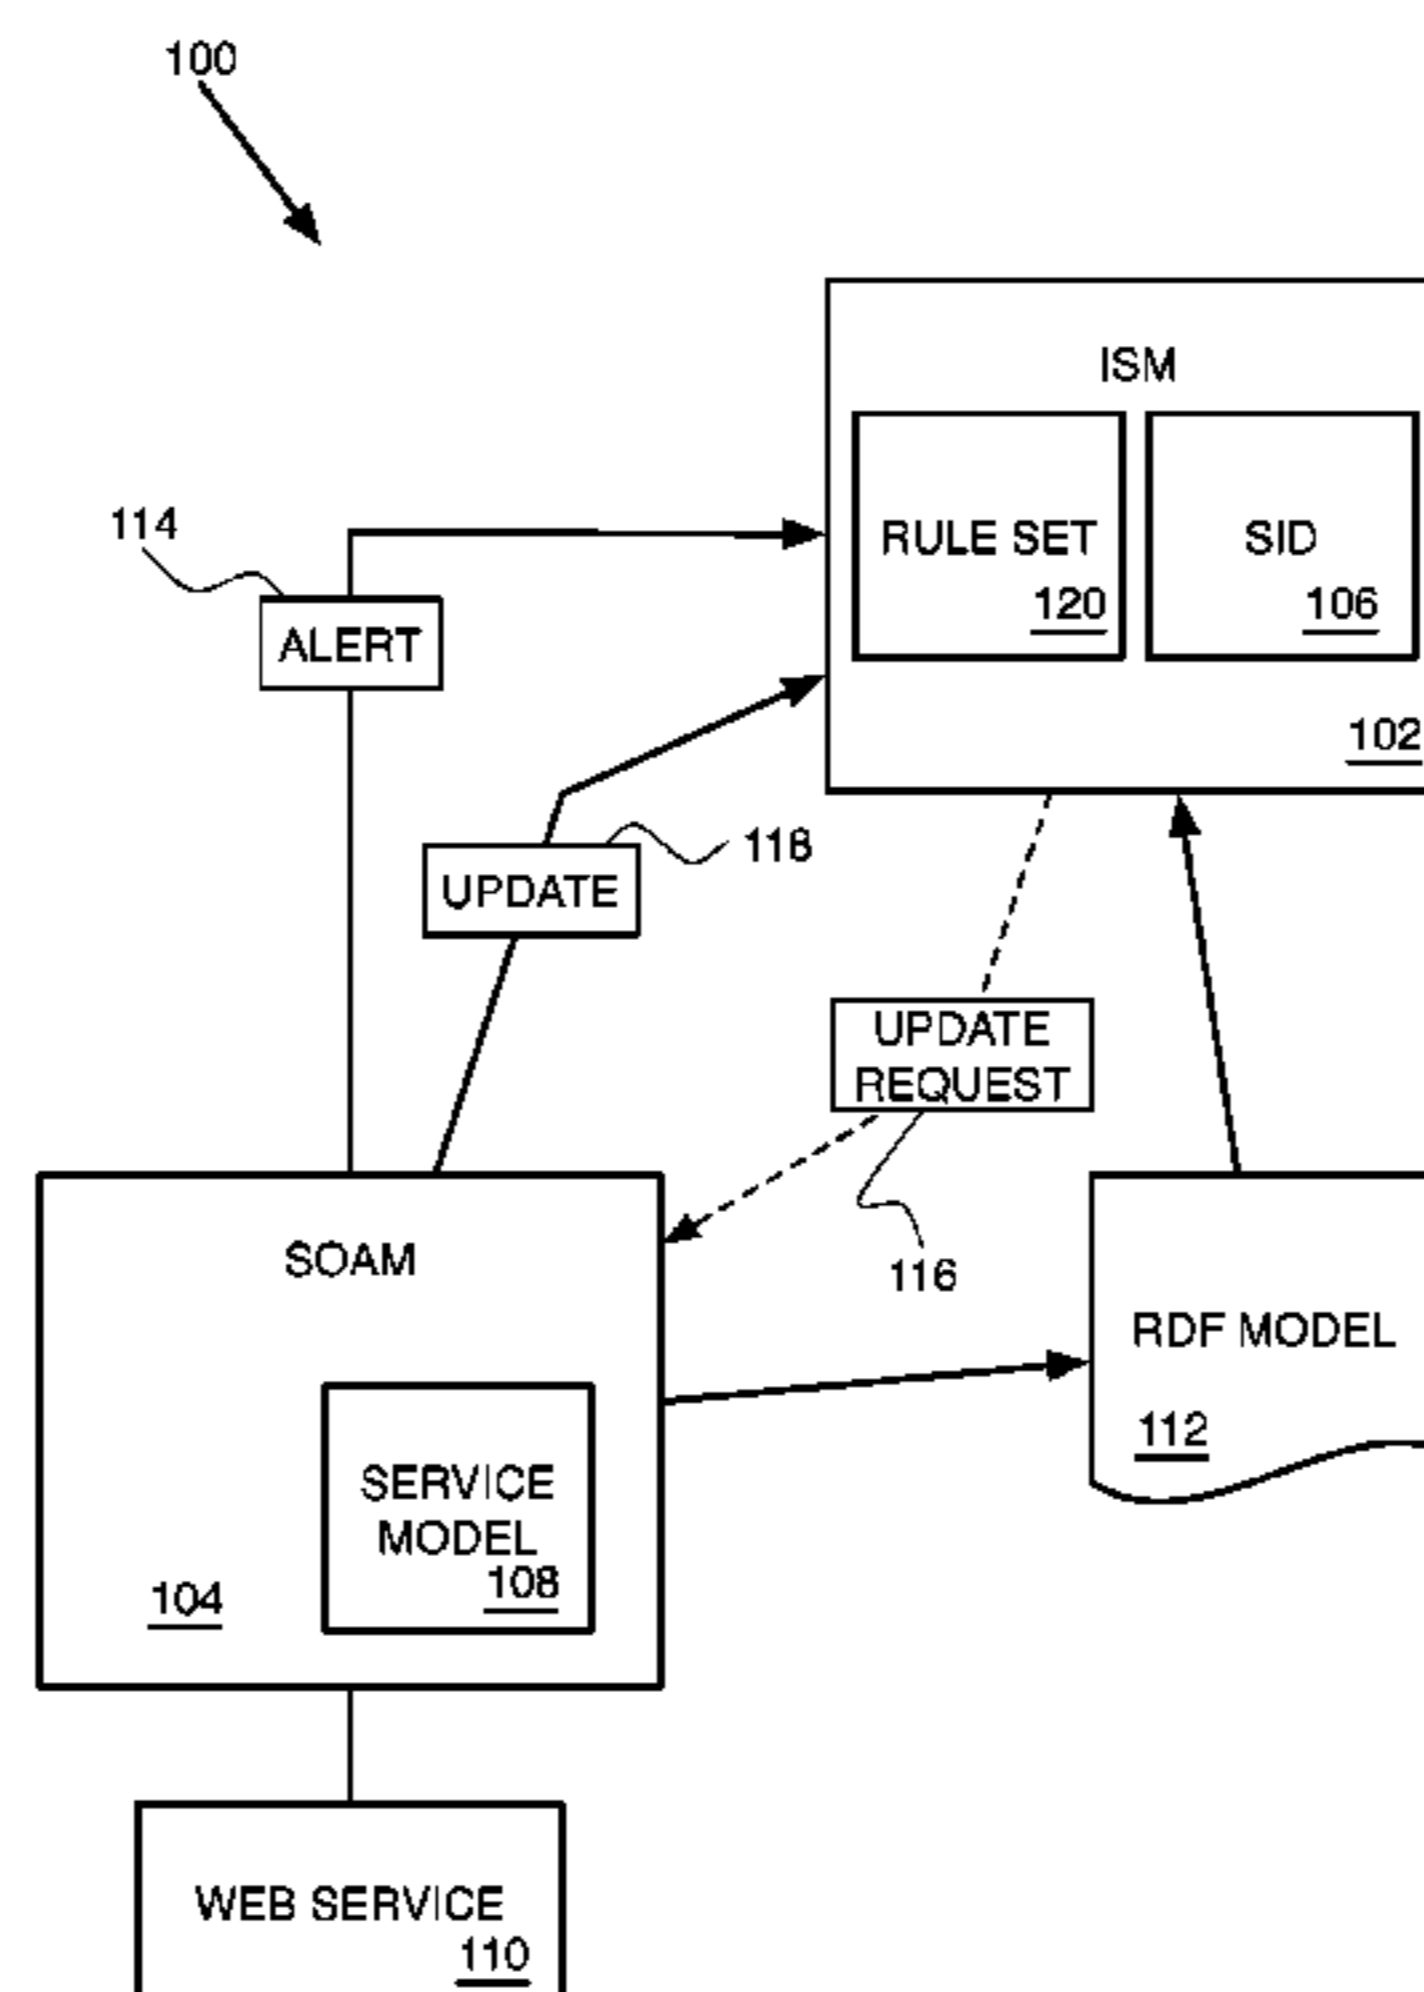 100
ISM
RULE SET
120
SID
106
102
114
ALERT
UPDATE
118
UPDATE
REQUEST
116
SOAM
SERVICE
MODEL
108
104
RDF MODEL
112
WEB SERVICE
110